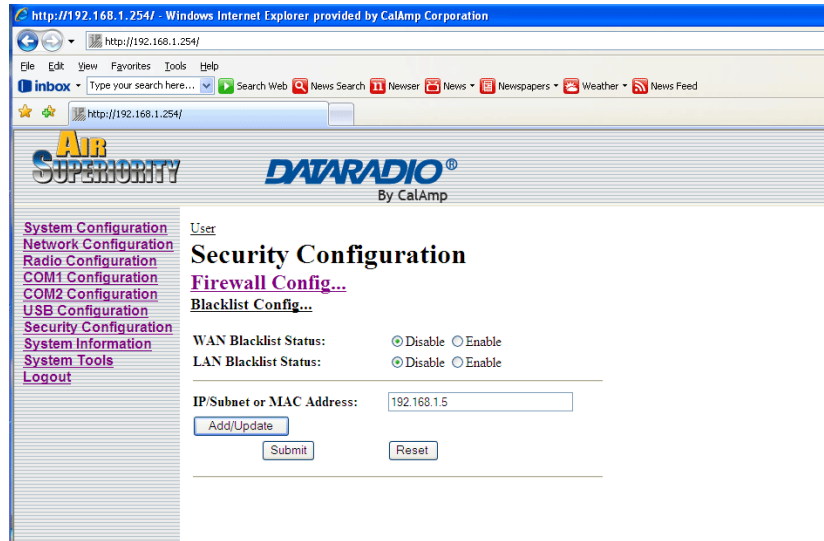 http://192.168.1.254/ - Windows Internet Explorer provided by CalAmp Corporation
http://192.168.1.254/
File Edit View Favorites Tools Help
inbox Type your search here... Search Web News Search n Newser News Newspapers Weather News Feed
http://192.168.1.254/
AIR SUPERIORITY
DATARADIO®
By CalAmp
System Configuration
Network Configuration
Radio Configuration
COM1 Configuration
COM2 Configuration
USB Configuration
Security Configuration
System Information
System Tools
Logout
User
Security Configuration
Firewall Config...
Blacklist Config...
WAN Blacklist Status: Disable Enable
LAN Blacklist Status: Disable Enable
IP/Subnet or MAC Address: 192.168.1.5
Add/Update
Submit Reset